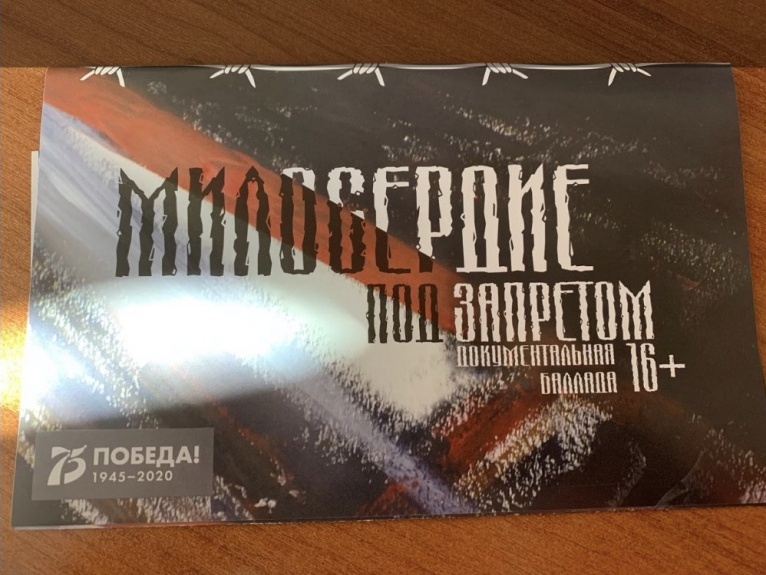 МИЛОСЕРДИЕ
ПОД ЗАПРЕТОМ
ДОКУМЕНТАЛЬНАЯ
БАЛЛАДА 16+
75 ПОБЕДА!
1945–2020